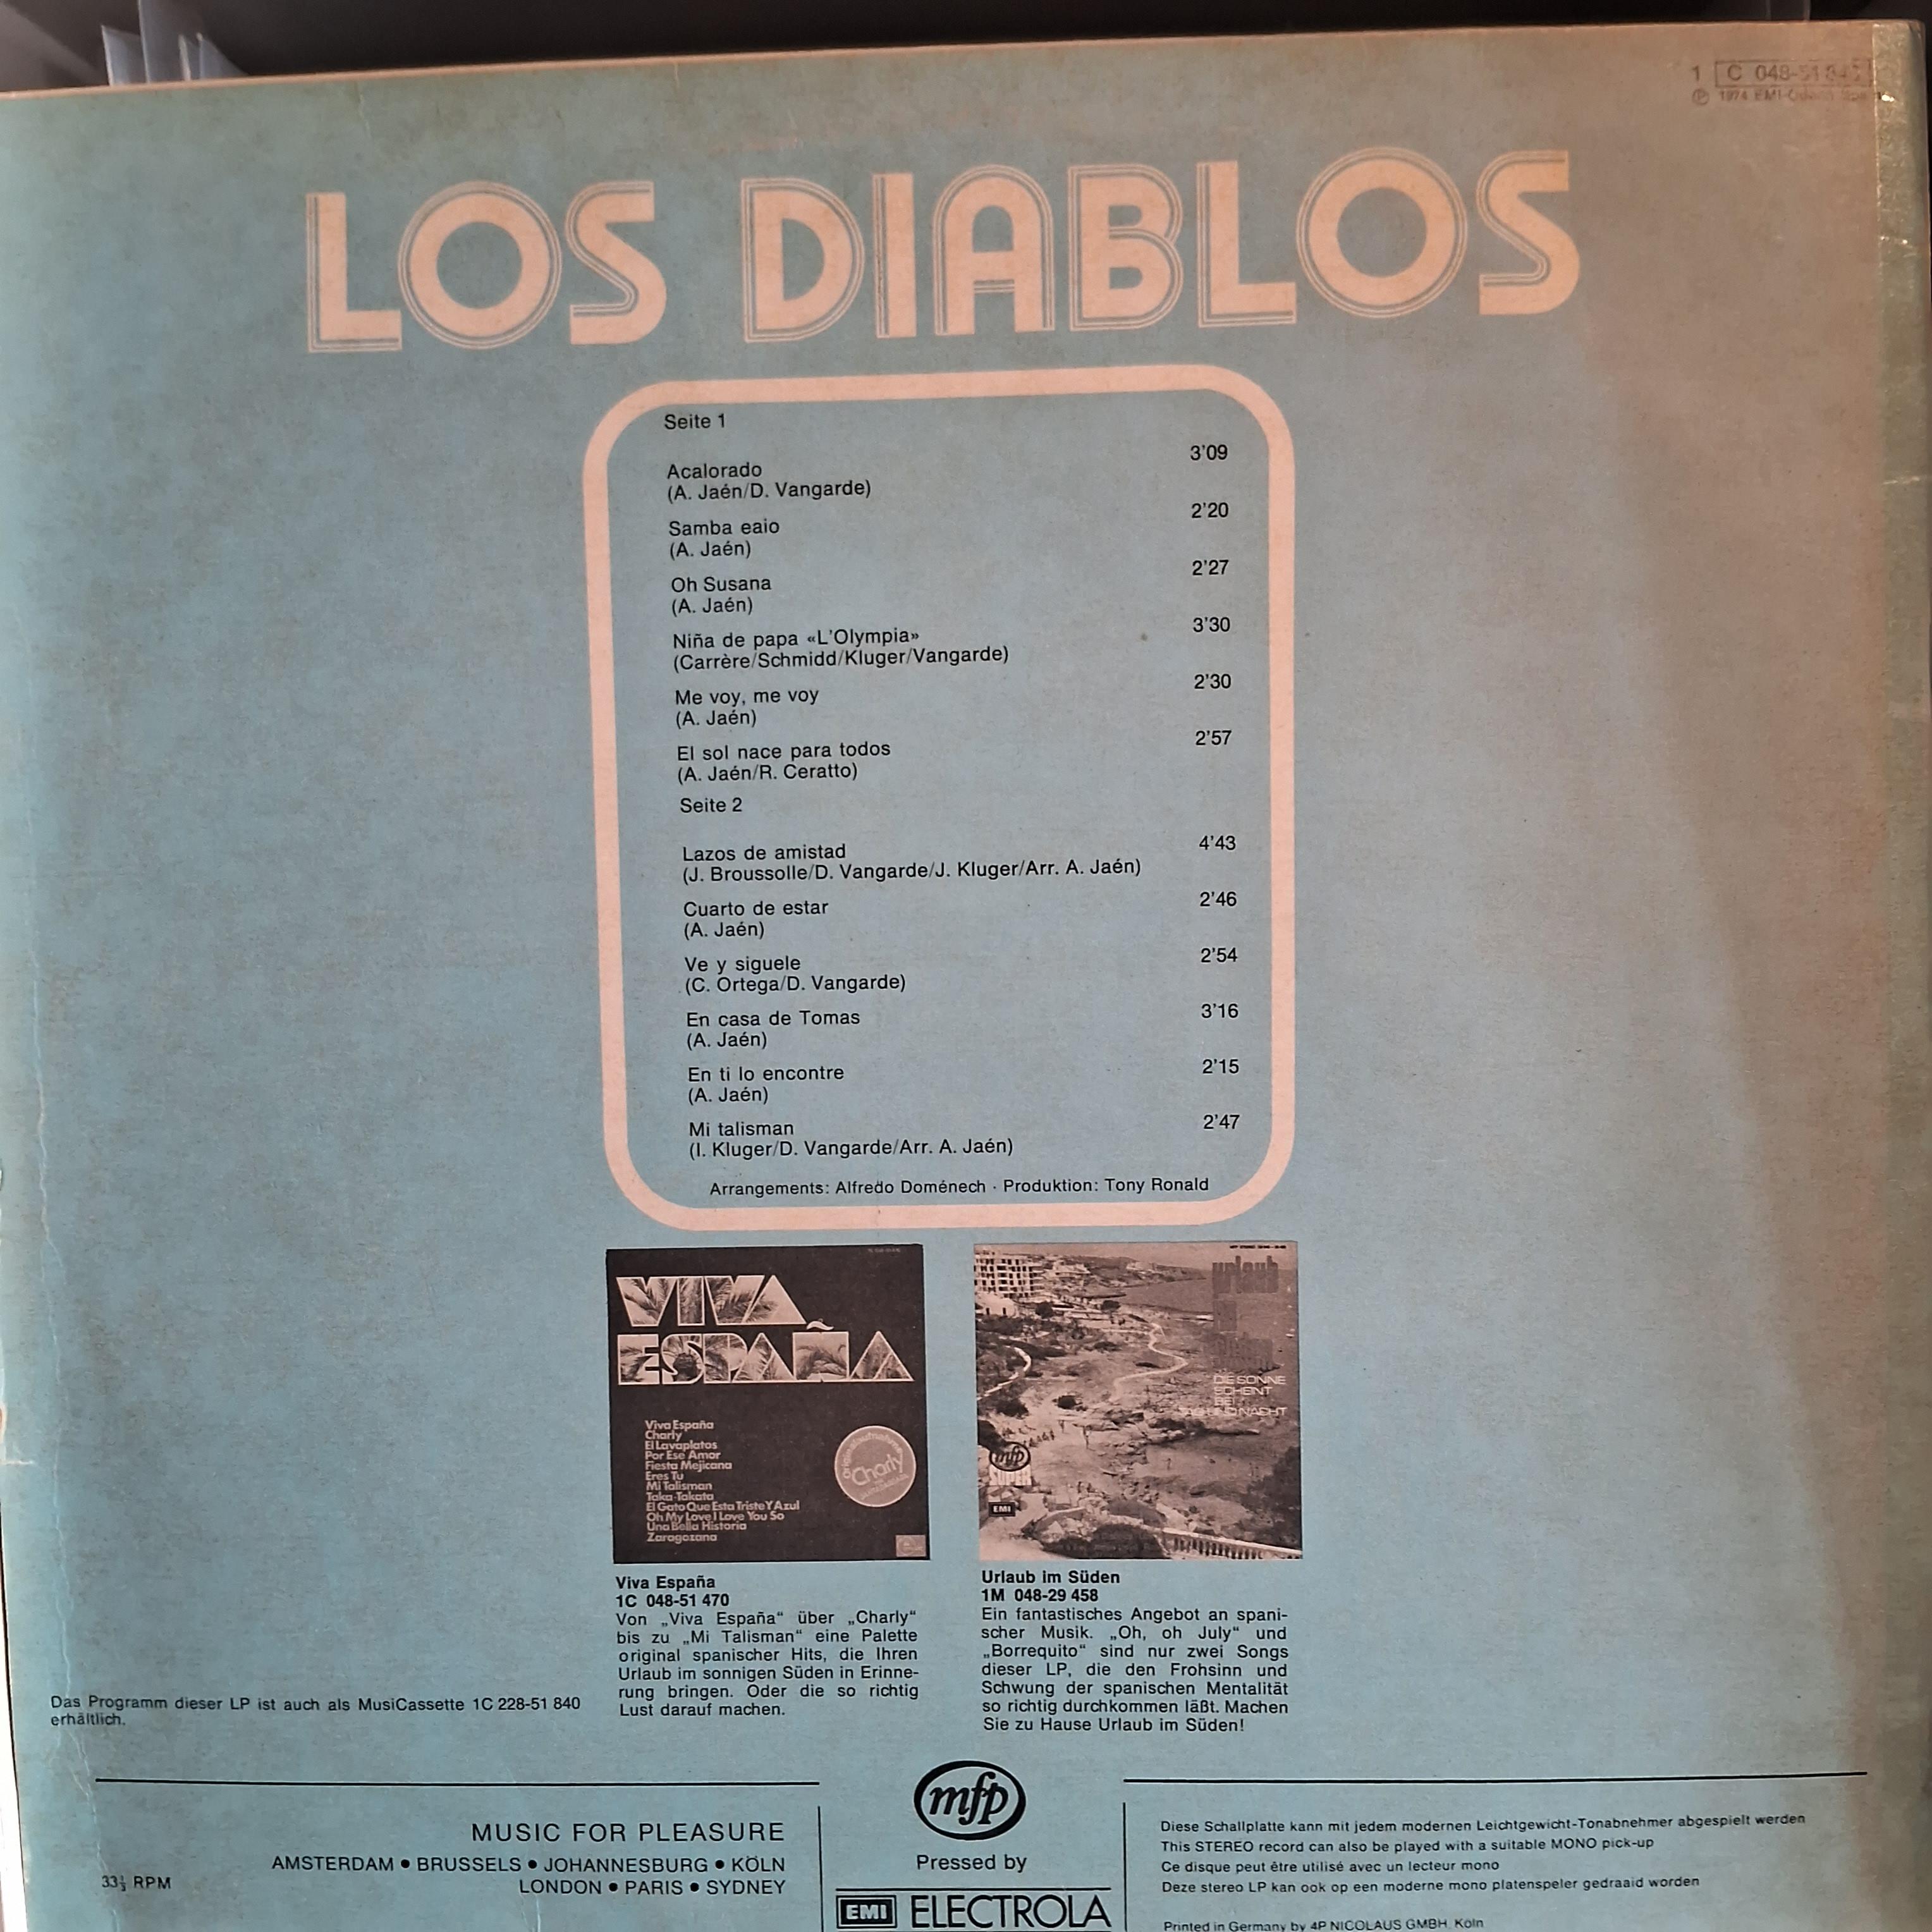 1 C 048-51
℗ 1974 EMI-Odeon
LOS DIABLOS
Seite 1
Acalorado 3'09
(A. Jaén/D. Vangarde)
Samba eaio 2'20
(A. Jaén)
Oh Susana 2'27
(A. Jaén)
Niña de papa «L'Olympia» 3'30
(Carrère/Schmidd/Kluger/Vangarde)
Me voy, me voy 2'30
(A. Jaén)
El sol nace para todos 2'57
(A. Jaén/R. Ceratto)
Seite 2
Lazos de amistad 4'43
(J. Broussolle/D. Vangarde/J. Kluger/Arr. A. Jaén)
Cuarto de estar 2'46
(A. Jaén)
Ve y siguele 2'54
(C. Ortega/D. Vangarde)
En casa de Tomas 3'16
(A. Jaén)
En ti lo encontre 2'15
(A. Jaén)
Mi talisman 2'47
(I. Kluger/D. Vangarde/Arr. A. Jaén)
Arrangements: Alfredo Doménech · Produktion: Tony Ronald
VIVA
ESPAÑA
Viva España
Charly
El Lavaplatos
Por Ese Amor
Fiesta Mejicana
Eres Tu
Mi Talisman
Taka-Takata
El Gato Que Esta Triste Y Azul
Oh My Love I Love You So
Una Bella Historia
Zaragozana
Originalaufnahme
Charly
urlaub
DIE SONNE
SCHEINT
BEI
TAG UND NACHT
mfp
SUPER
EMI
Viva España
1C 048-51 470
Von „Viva España“ über „Charly“
bis zu „Mi Talisman“ eine Palette
original spanischer Hits, die Ihren
Urlaub im sonnigen Süden in Erinne-
rung bringen. Oder die so richtig
Lust darauf machen.
Urlaub im Süden
1M 048-29 458
Ein fantastisches Angebot an spani-
scher Musik. „Oh, oh July“ und
„Borrequito“ sind nur zwei Songs
dieser LP, die den Frohsinn und
Schwung der spanischen Mentalität
so richtig durchkommen läßt. Machen
Sie zu Hause Urlaub im Süden!
Das Programm dieser LP ist auch als MusiCassette 1C 228-51 840
erhältlich.
33⅓ RPM
MUSIC FOR PLEASURE
AMSTERDAM ● BRUSSELS ● JOHANNESBURG ● KÖLN
LONDON ● PARIS ● SYDNEY
mfp
Pressed by
EMI ELECTROLA
Diese Schallplatte kann mit jedem modernen Leichtgewicht-Tonabnehmer abgespielt werden
This STEREO record can also be played with a suitable MONO pick-up
Ce disque peut être utilisé avec un lecteur mono
Deze stereo LP kan ook op een moderne mono platenspeler gedraaid worden
Printed in Germany by 4P NICOLAUS GMBH, Köln